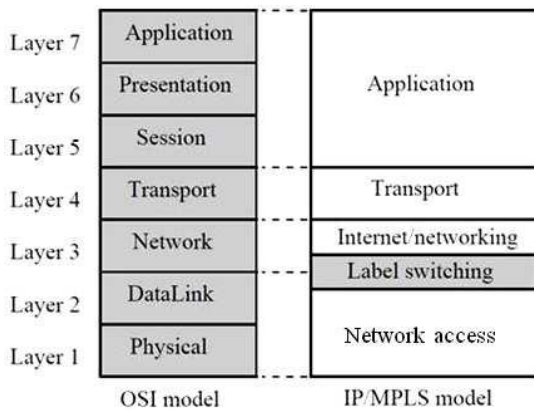 Layer 7 Application
Layer 6 Presentation Application
Layer 5 Session
Layer 4 Transport Transport
Layer 3 Network Internet/networking
Label switching
Layer 2 DataLink
Layer 1 Physical Network access
OSI model IP/MPLS model